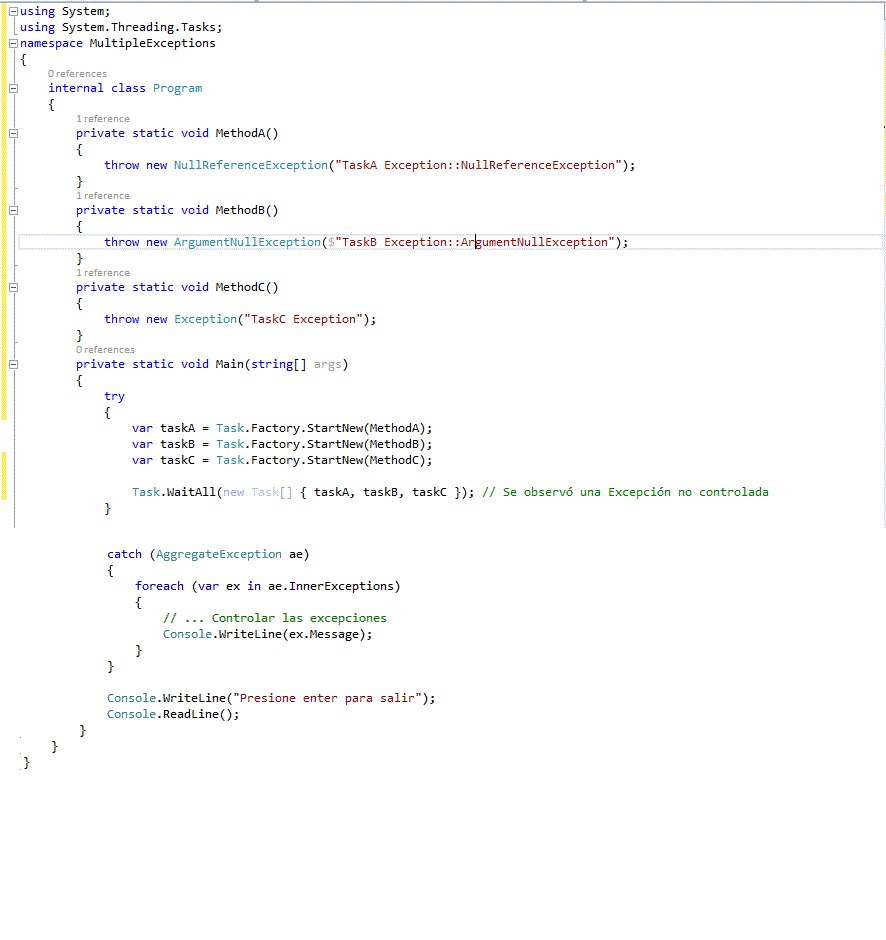 using System;
using System.Threading.Tasks;
namespace MultipleExceptions
{
0 references
internal class Program
{
1 reference
private static void MethodA()
{
throw new NullReferenceException("TaskA Exception::NullReferenceException");
}
1 reference
private static void MethodB()
{
throw new ArgumentNullException($"TaskB Exception::ArgumentNullException");
}
1 reference
private static void MethodC()
{
throw new Exception("TaskC Exception");
}
0 references
private static void Main(string[] args)
{
try
{
var taskA = Task.Factory.StartNew(MethodA);
var taskB = Task.Factory.StartNew(MethodB);
var taskC = Task.Factory.StartNew(MethodC);
Task.WaitAll(new Task[] { taskA, taskB, taskC }); // Se observó una Excepción no controlada
}
catch (AggregateException ae)
{
foreach (var ex in ae.InnerExceptions)
{
// ... Controlar las excepciones
Console.WriteLine(ex.Message);
}
}
Console.WriteLine("Presione enter para salir");
Console.ReadLine();
}
}
}